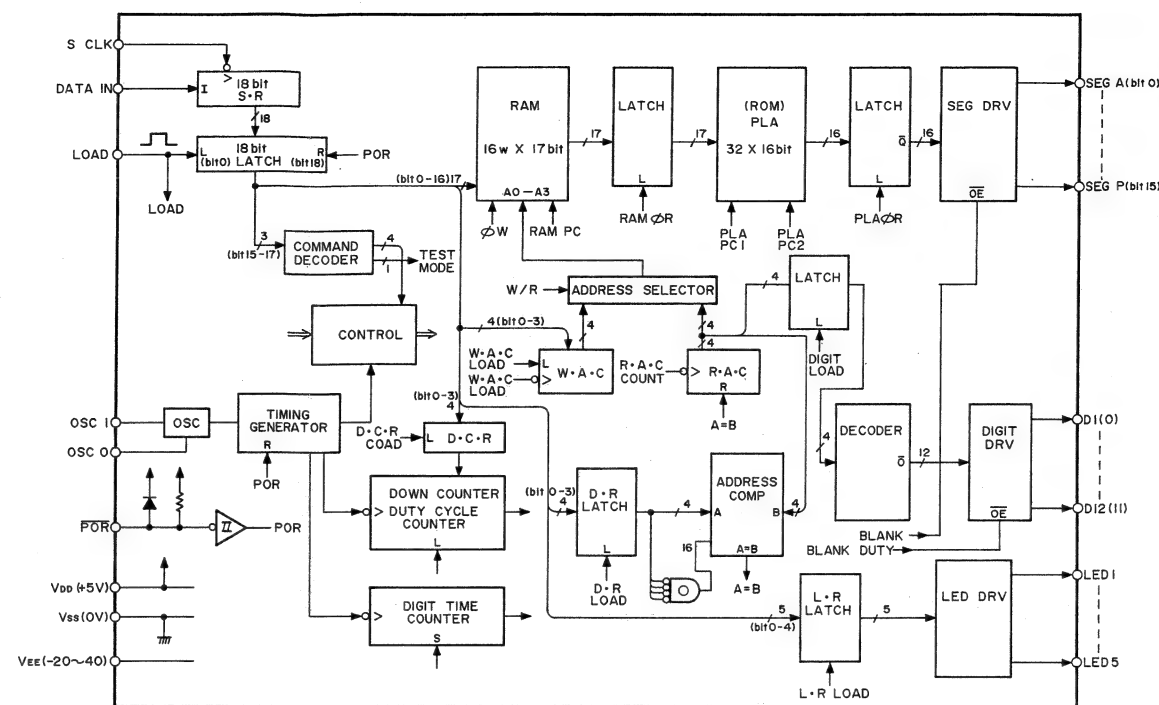 S CLK
DATA IN
I
18 bit
S·R
18
LOAD
L
18 bit
R
(bit0) LATCH (bit18)
POR
LOAD
(bit0-16)17
3
(bit15-17)
COMMAND
DECODER
4
1
TEST
MODE
CONTROL
RAM
16w X 17bit
A0—A3
ØW
RAM PC
17
LATCH
L
RAM ØR
17
(ROM)
PLA
32 X 16bit
PLA
PC1
PLA
PC2
16
LATCH
Q̄
L
PLAØR
16
SEG DRV
OE
SEG A(bit0)
SEG P(bit15)
W/R
ADDRESS SELECTOR
4
LATCH
L
DIGIT
LOAD
4(bit0-3)
4
4
4
W·A·C
LOAD
W·A·C
LOAD
L
W·A·C
R·A·C
COUNT
R·A·C
R
A=B
OSC I
OSC O
OSC
TIMING
GENERATOR
R
POR
(bit0-3)
4
D·C·R
COAD
L
D·C·R
DOWN COUNTER
DUTY CYCLE
COUNTER
L
DIGIT TIME
COUNTER
S
POR
II
POR
VDD (+5V)
VSS (0V)
VEE(-20~40)
(bit0-3)
4
D·R
LATCH
L
D·R
LOAD
4
ADDRESS
COMP
A
B
4
16
A=B
A=B
4
DECODER
Ō
12
DIGIT
DRV
OE
BLANK
BLANK DUTY
D1(0)
D12(11)
5
(bit0-4)
L·R
LATCH
L·R LOAD
5
LED DRV
LED1
LED5